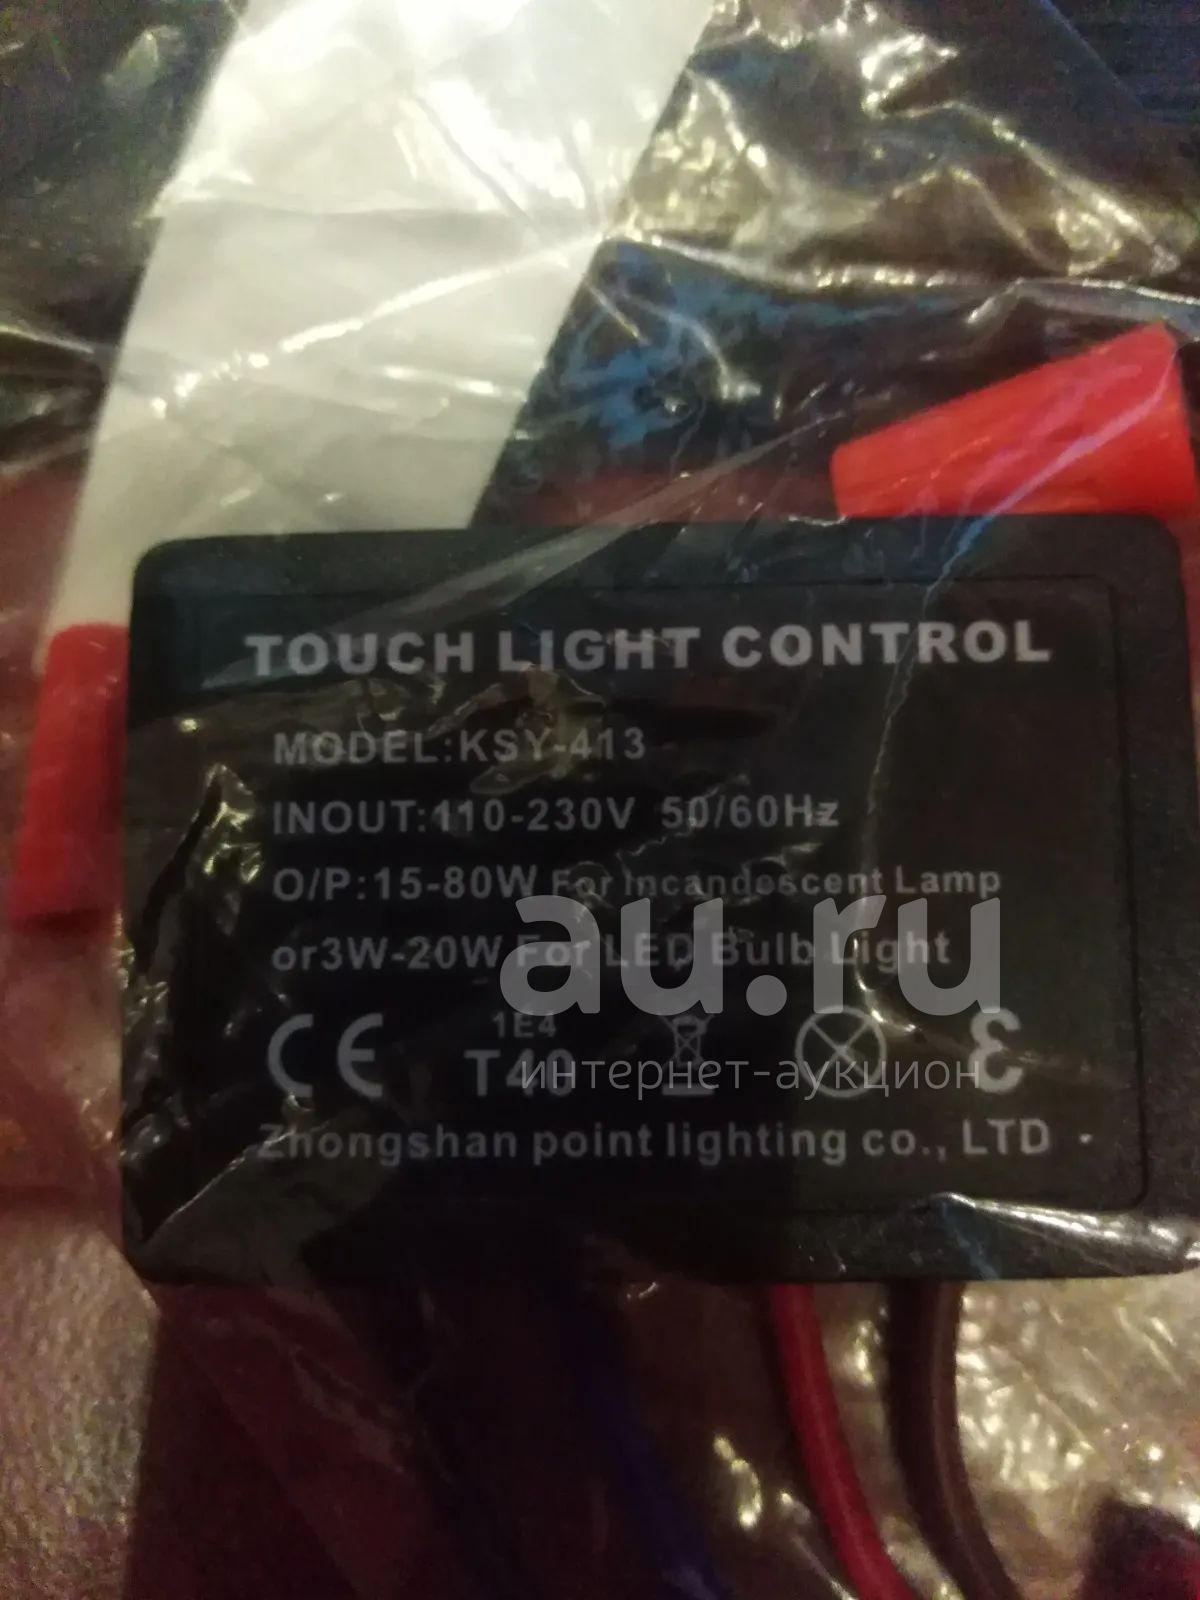 TOUCH LIGHT CONTROL
MODEL:KSY-413
INOUT:110-230V 50/60Hz
O/P:15-80W For Incandescent Lamp
or3W-20W For LED Bulb Light
au.ru
CE 1E4 T40 Ɛ
интернет-аукцион
Zhongshan point lighting co., LTD .